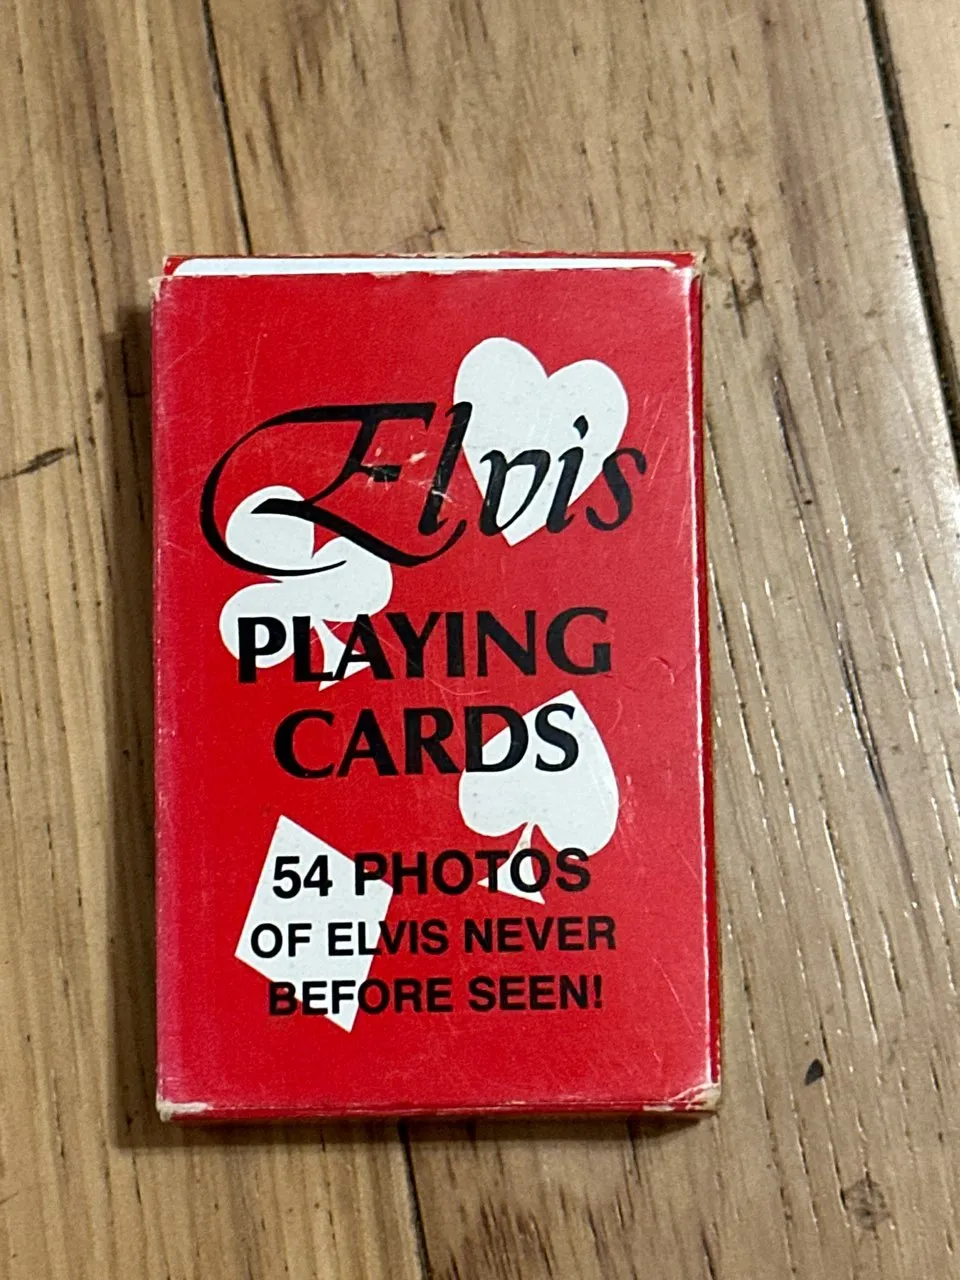 Elvis
PLAYING
CARDS
54 PHOTOS
OF ELVIS NEVER
BEFORE SEEN!